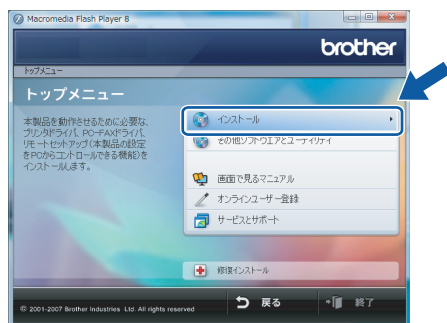 Macromedia Flash Player 8
brother
トップメニュー
トップメニュー
本製品を動作させるために必要な、
プリンタドライバ、PC-FAXドライバ、
リモートセットアップ(本製品の設定
をPCからコントロールできる機能)を
インストールします。
インストール
その他ソフトウエアとユーティリティ
画面で見るマニュアル
オンラインユーザー登録
サービスとサポート
修復インストール
© 2001-2007 Brother Industries Ltd. All rights reserved
戻る
終了